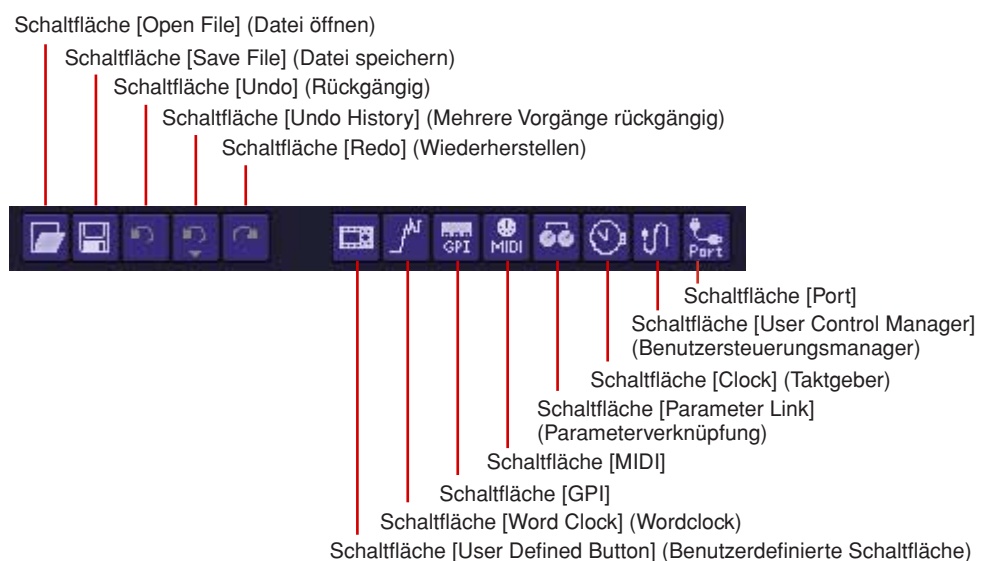 Schaltfläche [Open File] (Datei öffnen)
Schaltfläche [Save File] (Datei speichern)
Schaltfläche [Undo] (Rückgängig)
Schaltfläche [Undo History] (Mehrere Vorgänge rückgängig)
Schaltfläche [Redo] (Wiederherstellen)
GPI
MIDI
Port
Schaltfläche [Port]
Schaltfläche [User Control Manager]
(Benutzersteuerungsmanager)
Schaltfläche [Clock] (Taktgeber)
Schaltfläche [Parameter Link]
(Parameterverknüpfung)
Schaltfläche [MIDI]
Schaltfläche [GPI]
Schaltfläche [Word Clock] (Wordclock)
Schaltfläche [User Defined Button] (Benutzerdefinierte Schaltfläche)